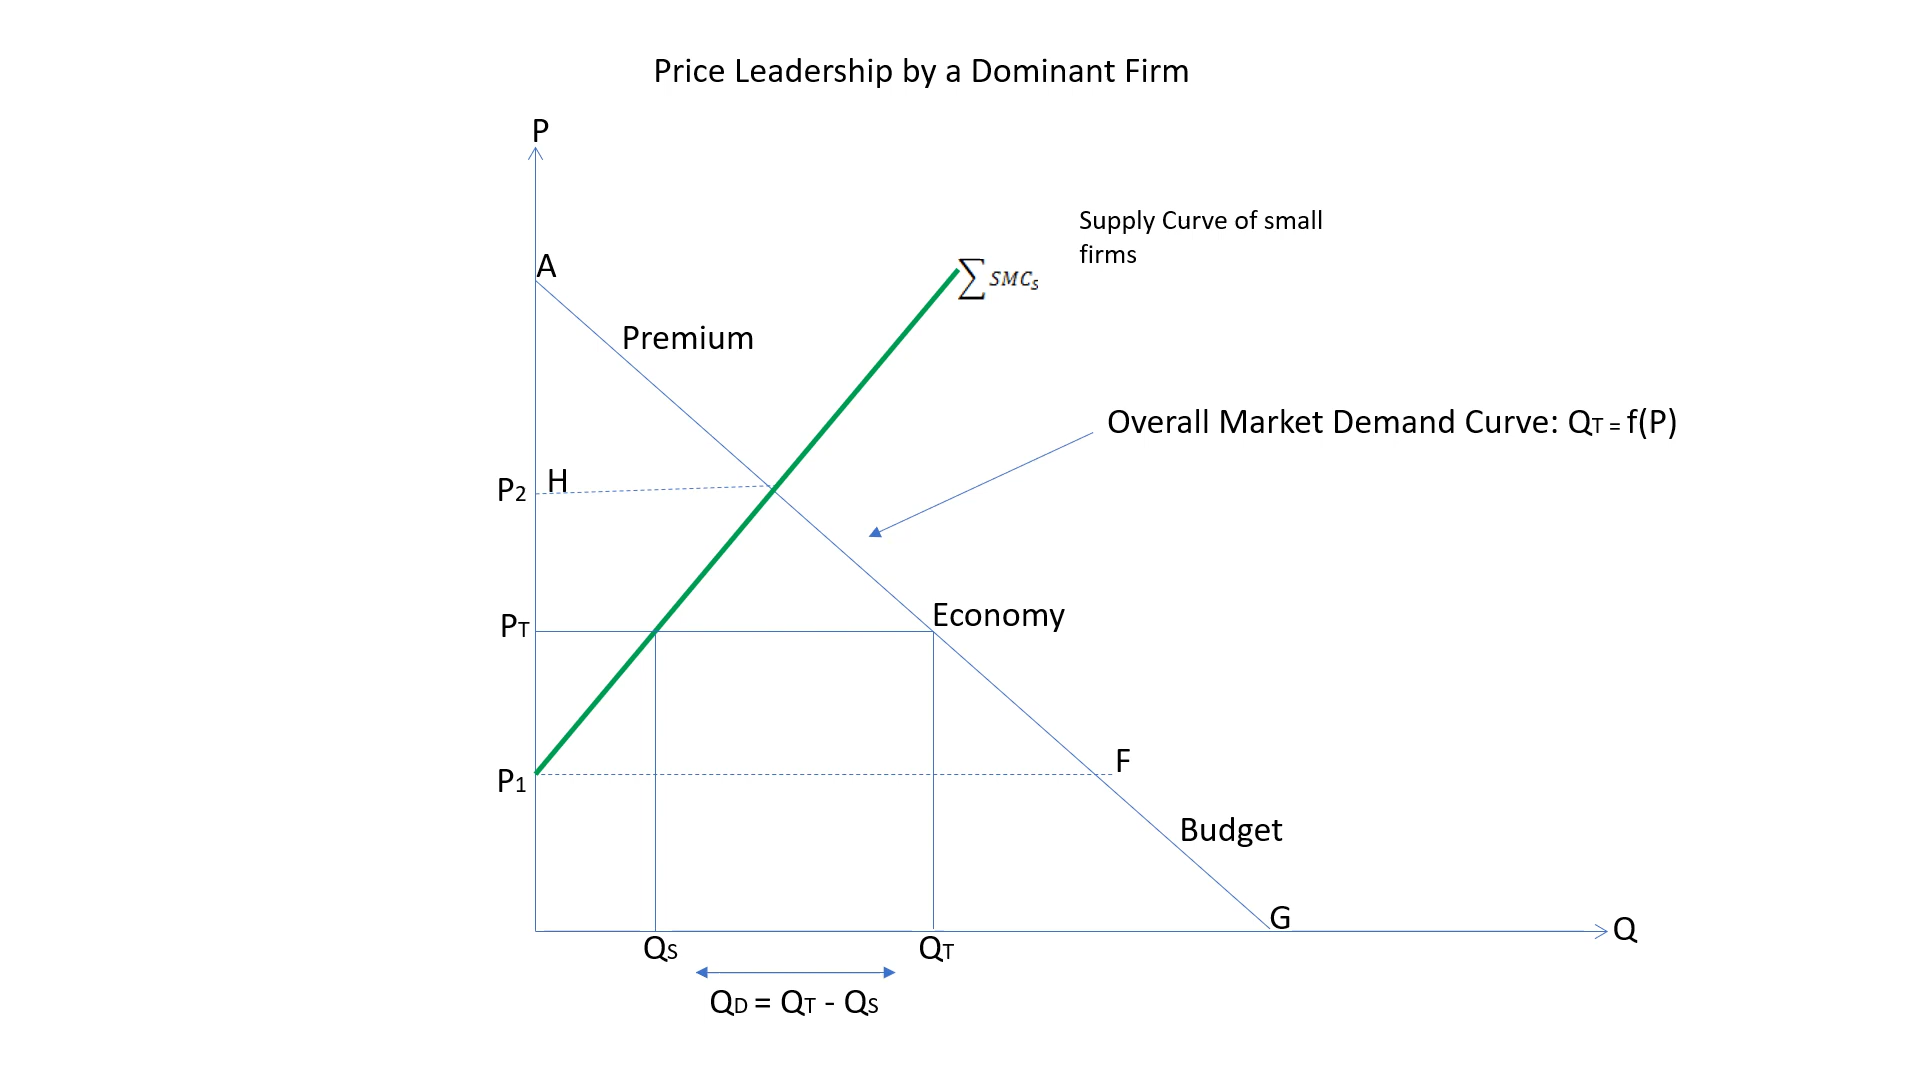 Price Leadership by a Dominant Firm
P
Supply Curve of small
firms
A
∑SMCs
Premium
Overall Market Demand Curve: QT = f(P)
P2
H
PT
Economy
P1
F
Budget
G
Q
QS
QT
QD = QT - QS